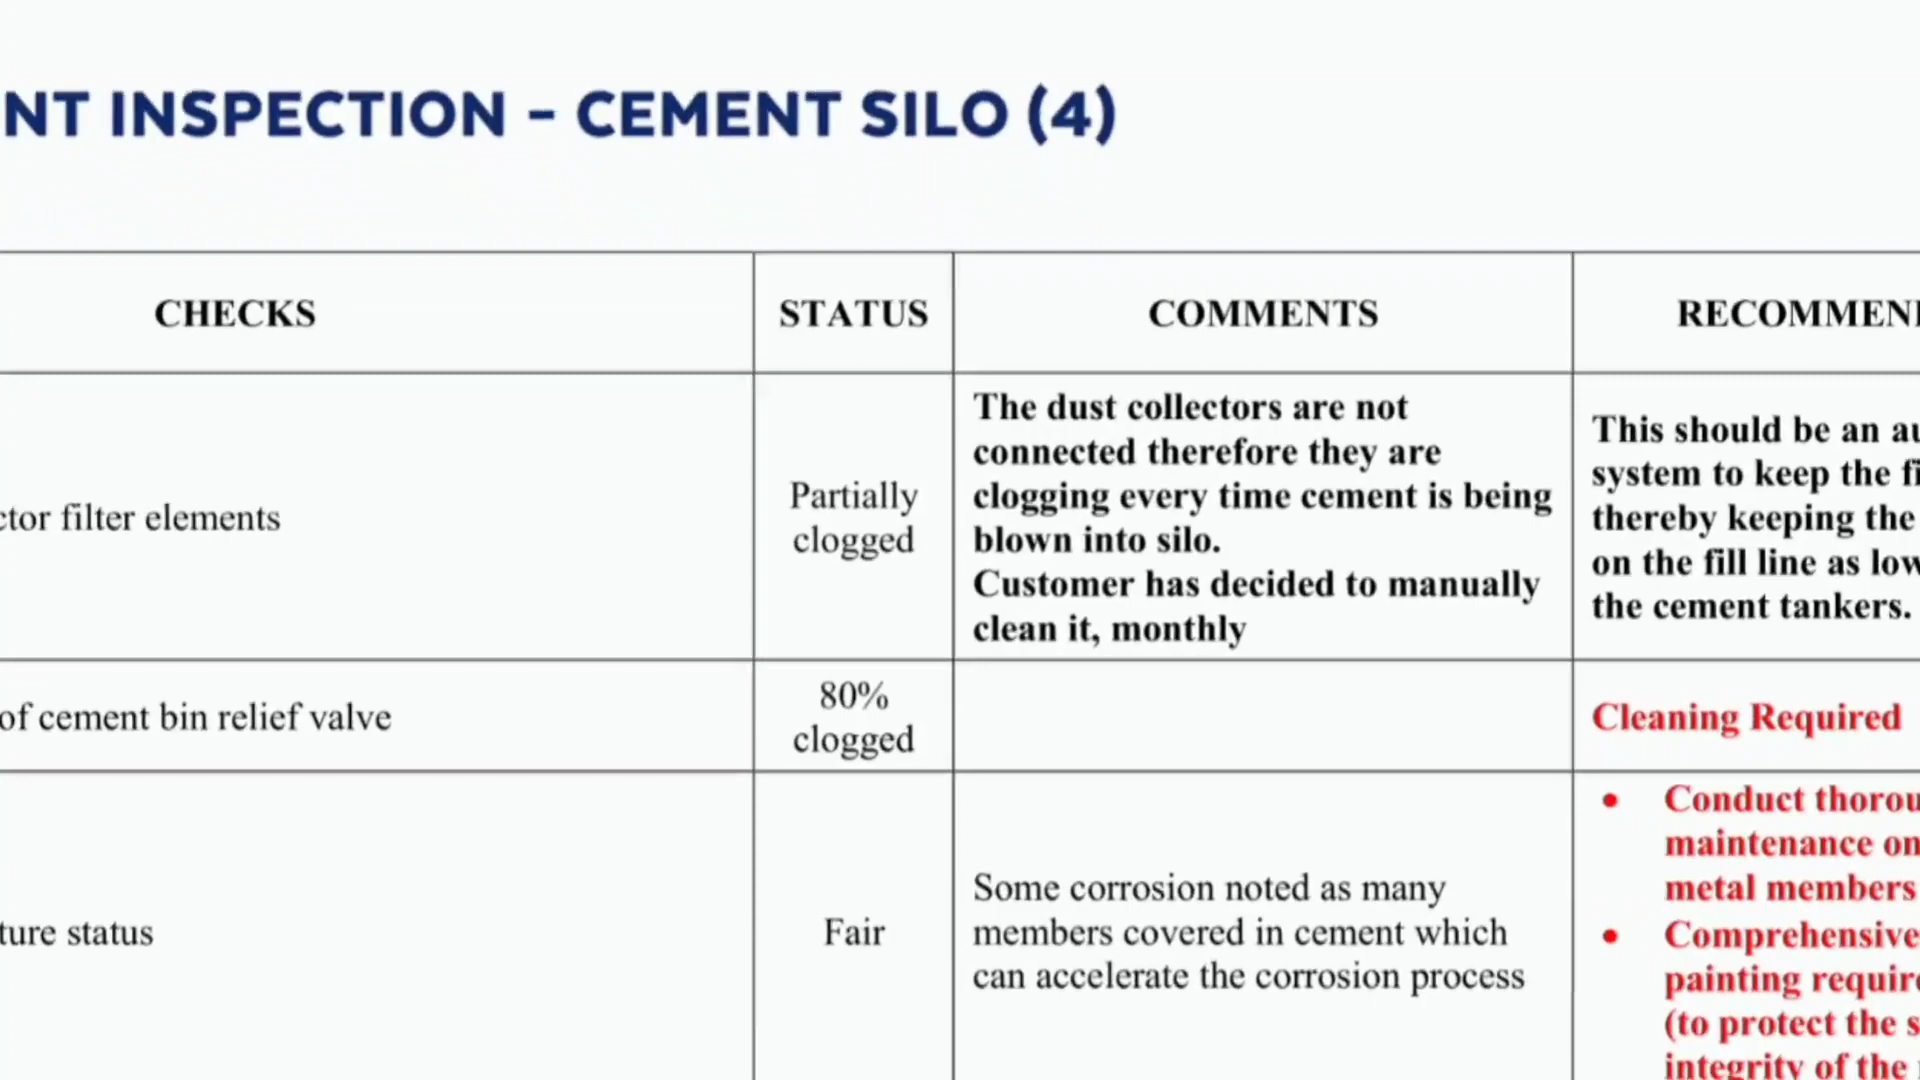 NT INSPECTION - CEMENT SILO (4)
CHECKS
STATUS
COMMENTS
RECOMMEN
ctor filter elements
Partially
clogged
The dust collectors are not
connected therefore they are
clogging every time cement is being
blown into silo.
Customer has decided to manually
clean it, monthly
This should be an au
system to keep the fi
thereby keeping the
on the fill line as low
the cement tankers.
of cement bin relief valve
80%
clogged
Cleaning Required
ture status
Fair
Some corrosion noted as many
members covered in cement which
can accelerate the corrosion process
• Conduct thorou
maintenance on
metal members
• Comprehensive
painting require
(to protect the s
integrity of the